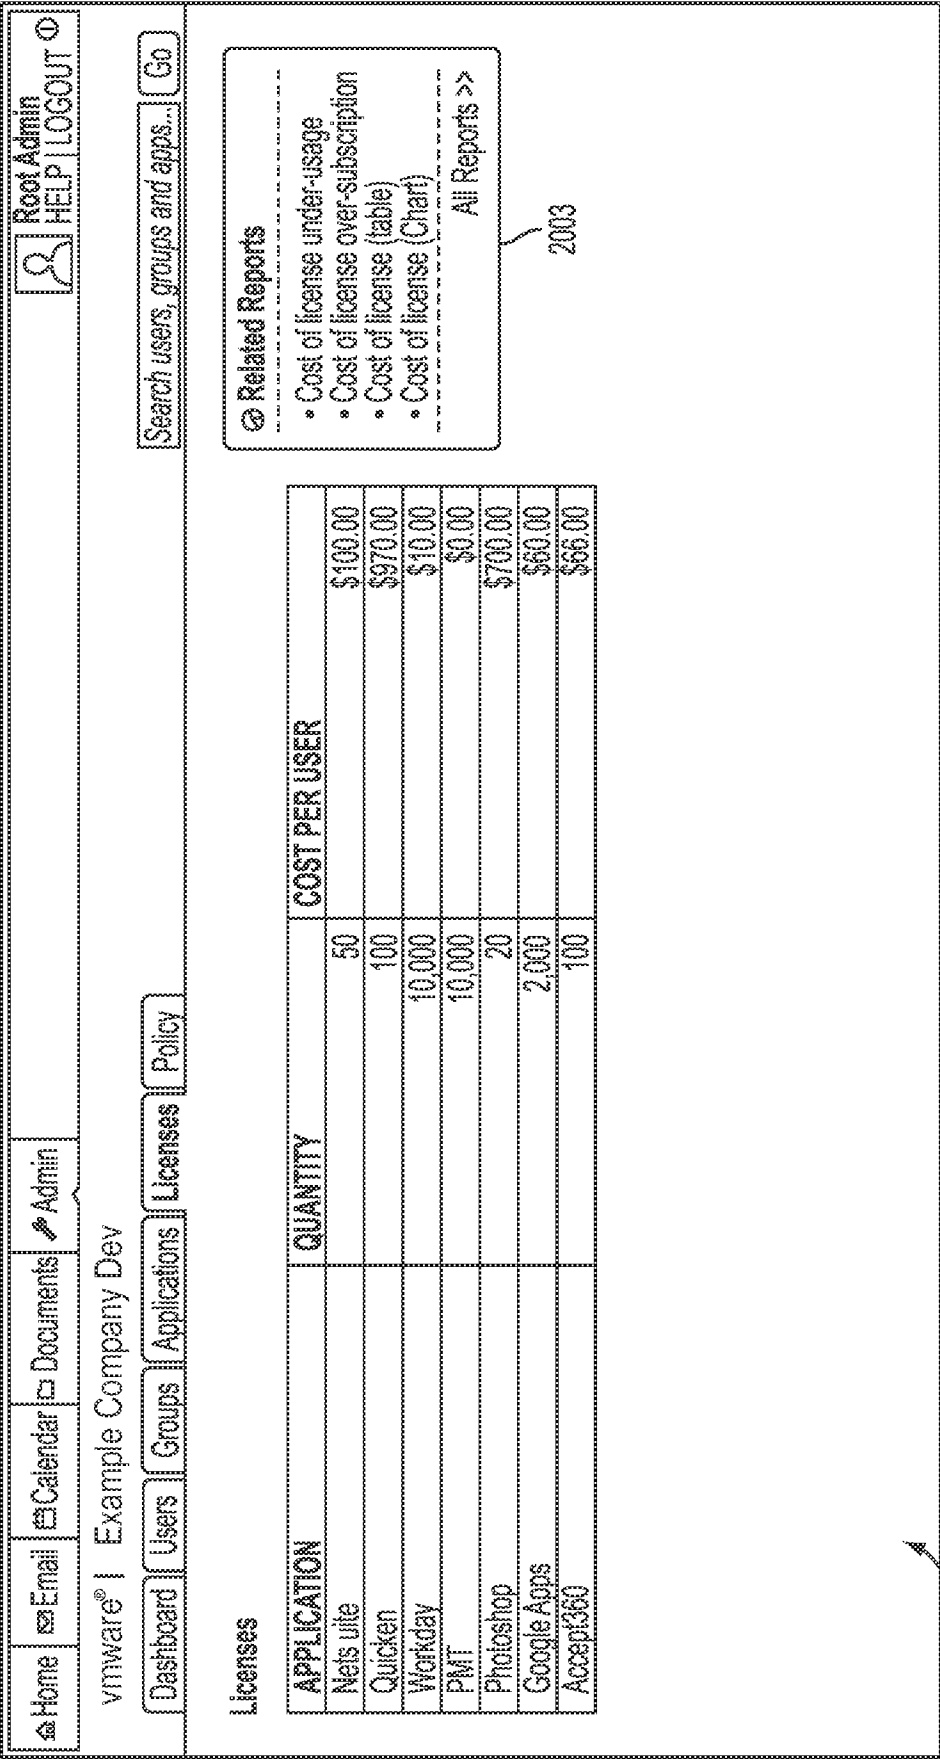 Home Email Calendar Documents Admin Root Admin
HELP | LOGOUT
vmware® | Example Company Dev
Dashboard Users Groups Applications Licenses Policy Search users, groups and apps... Go
Licenses
APPLICATION QUANTITY COST PER USER
Nets uite 50 $100.00
Quicken 100 $970.00
Workday 10,000 $10.00
PMT 10,000 $0.00
Photoshop 20 $700.00
Google Apps 2,000 $60.00
Accept360 100 $66.00
Related Reports
• Cost of license under-usage
• Cost of license over-subscription
• Cost of license (table)
• Cost of license (Chart)
All Reports >>
2003